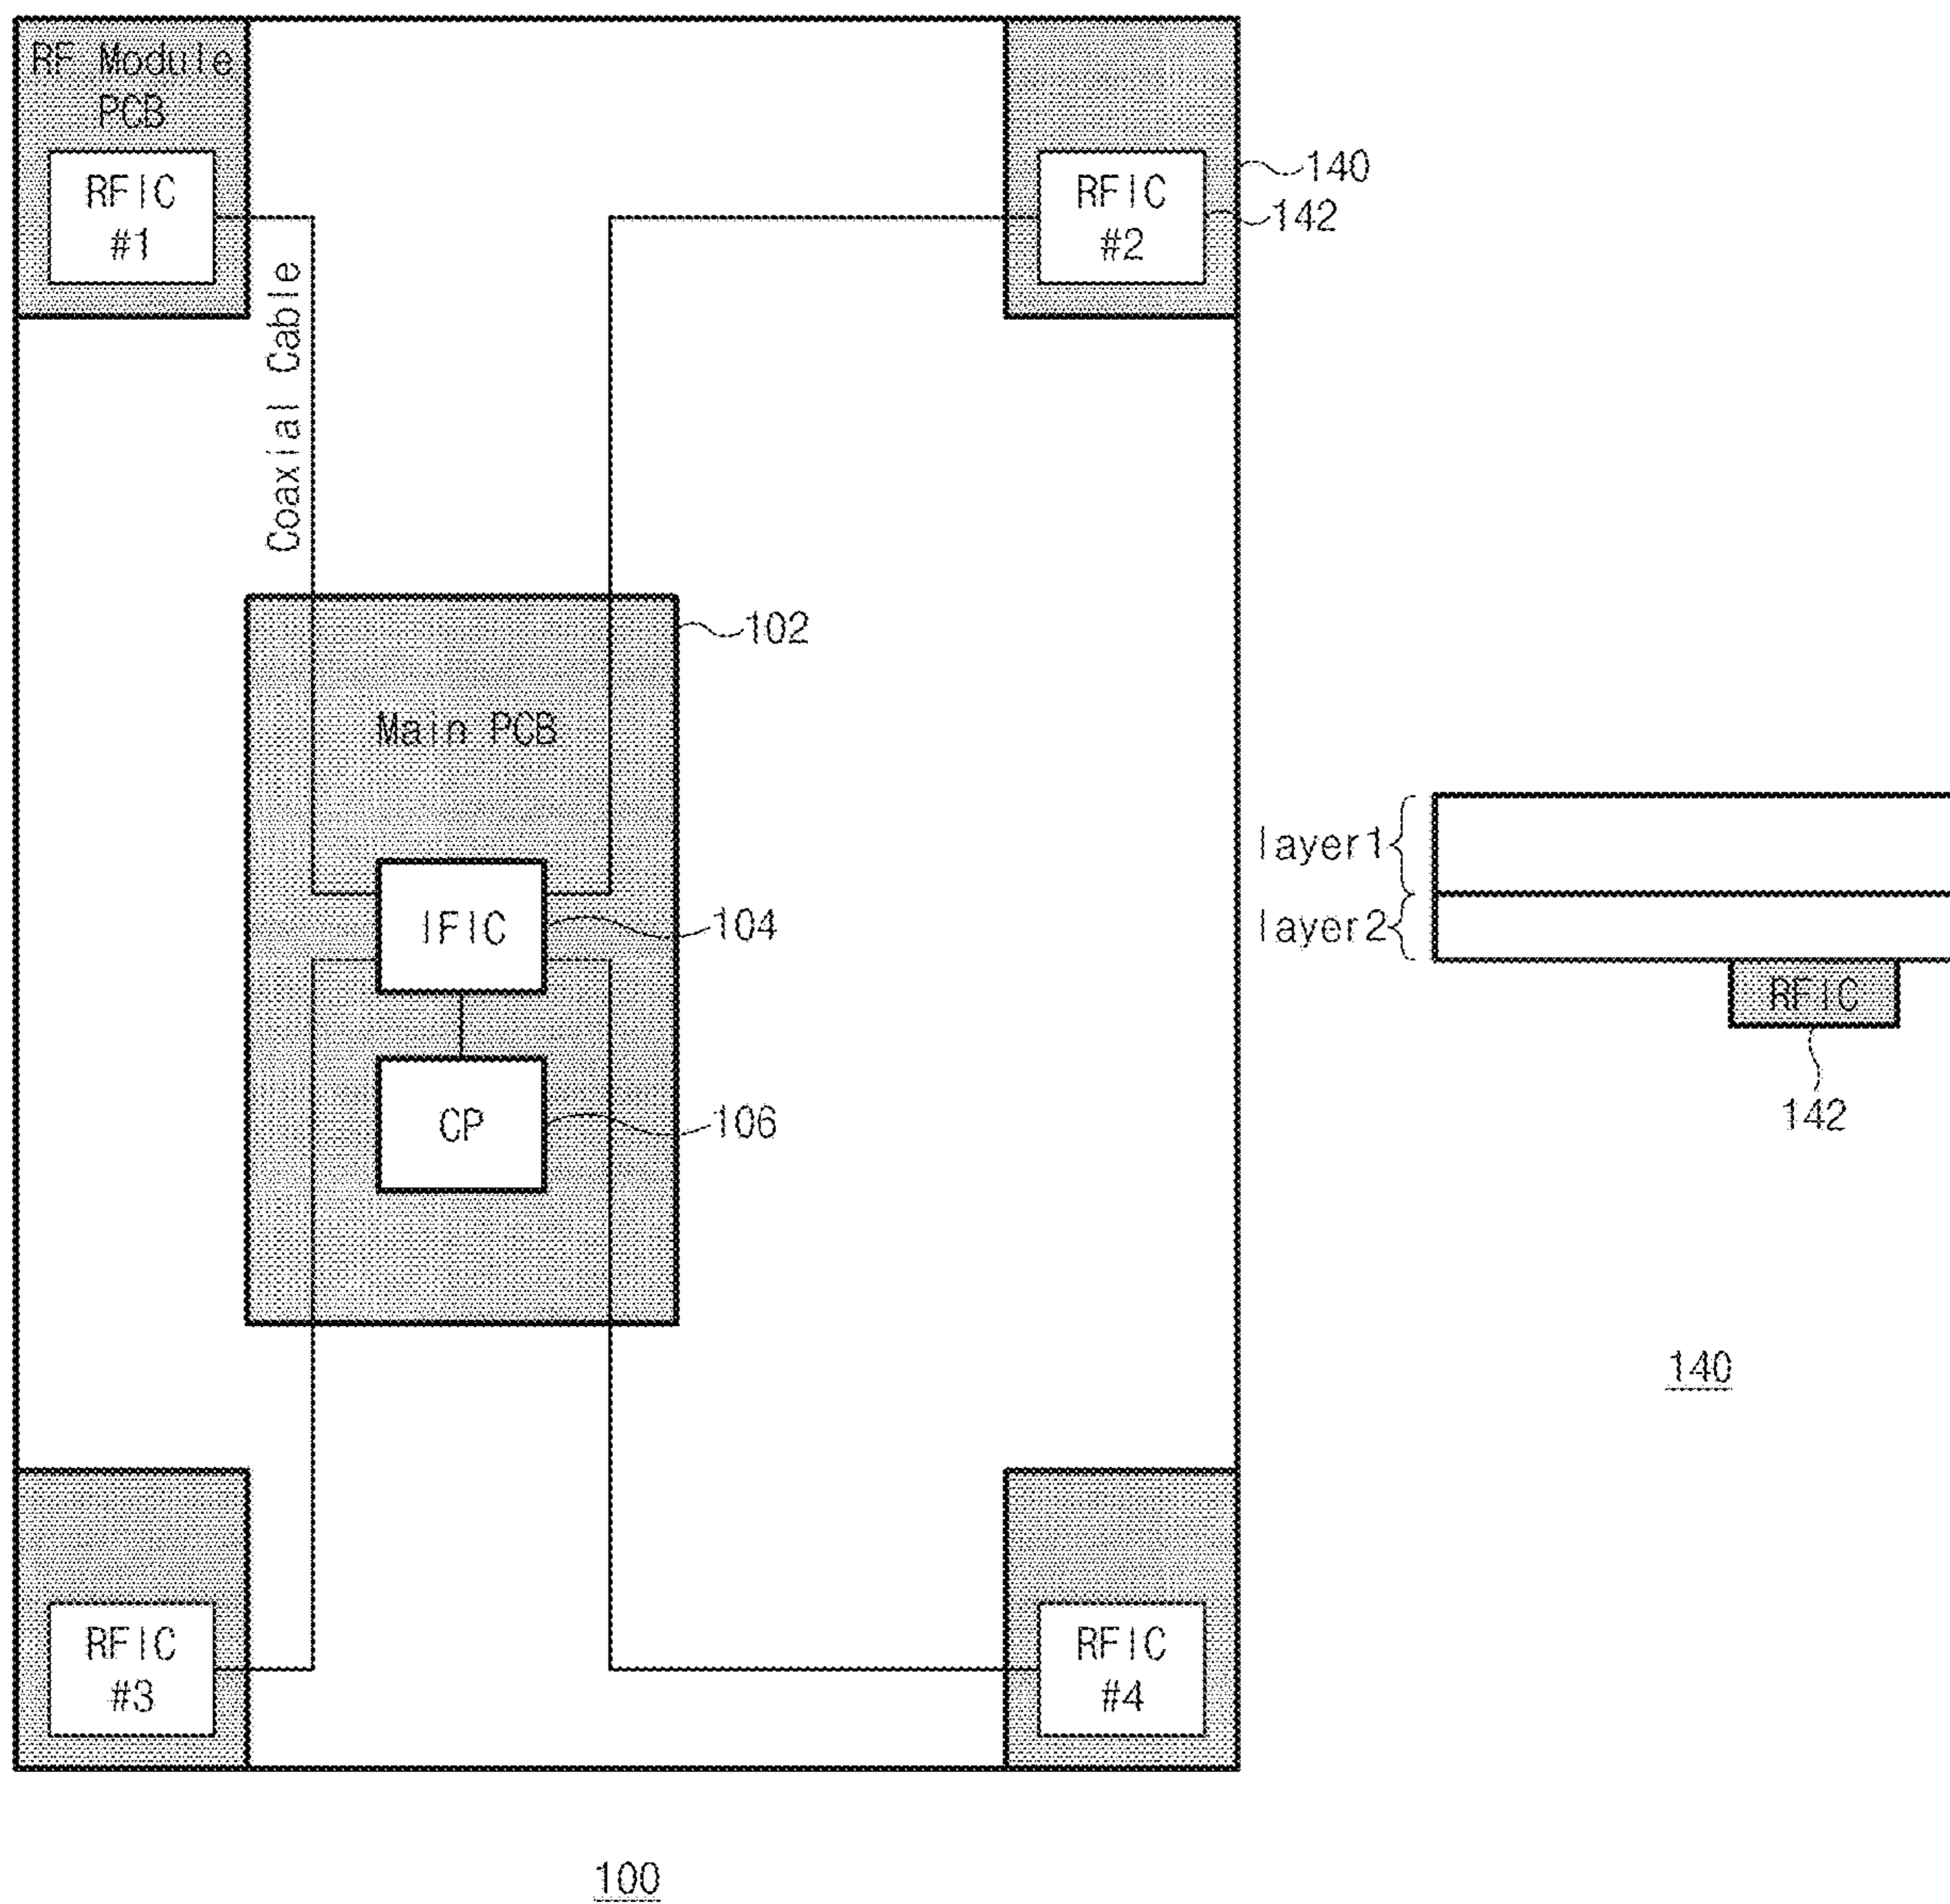 RF Module
PCB
RFIC
#1
RFIC
#2
140
142
Coaxial Cable
102
Main PCB
IFIC
104
CP
106
layer1
layer2
RFIC
142
140
RFIC
#3
RFIC
#4
100